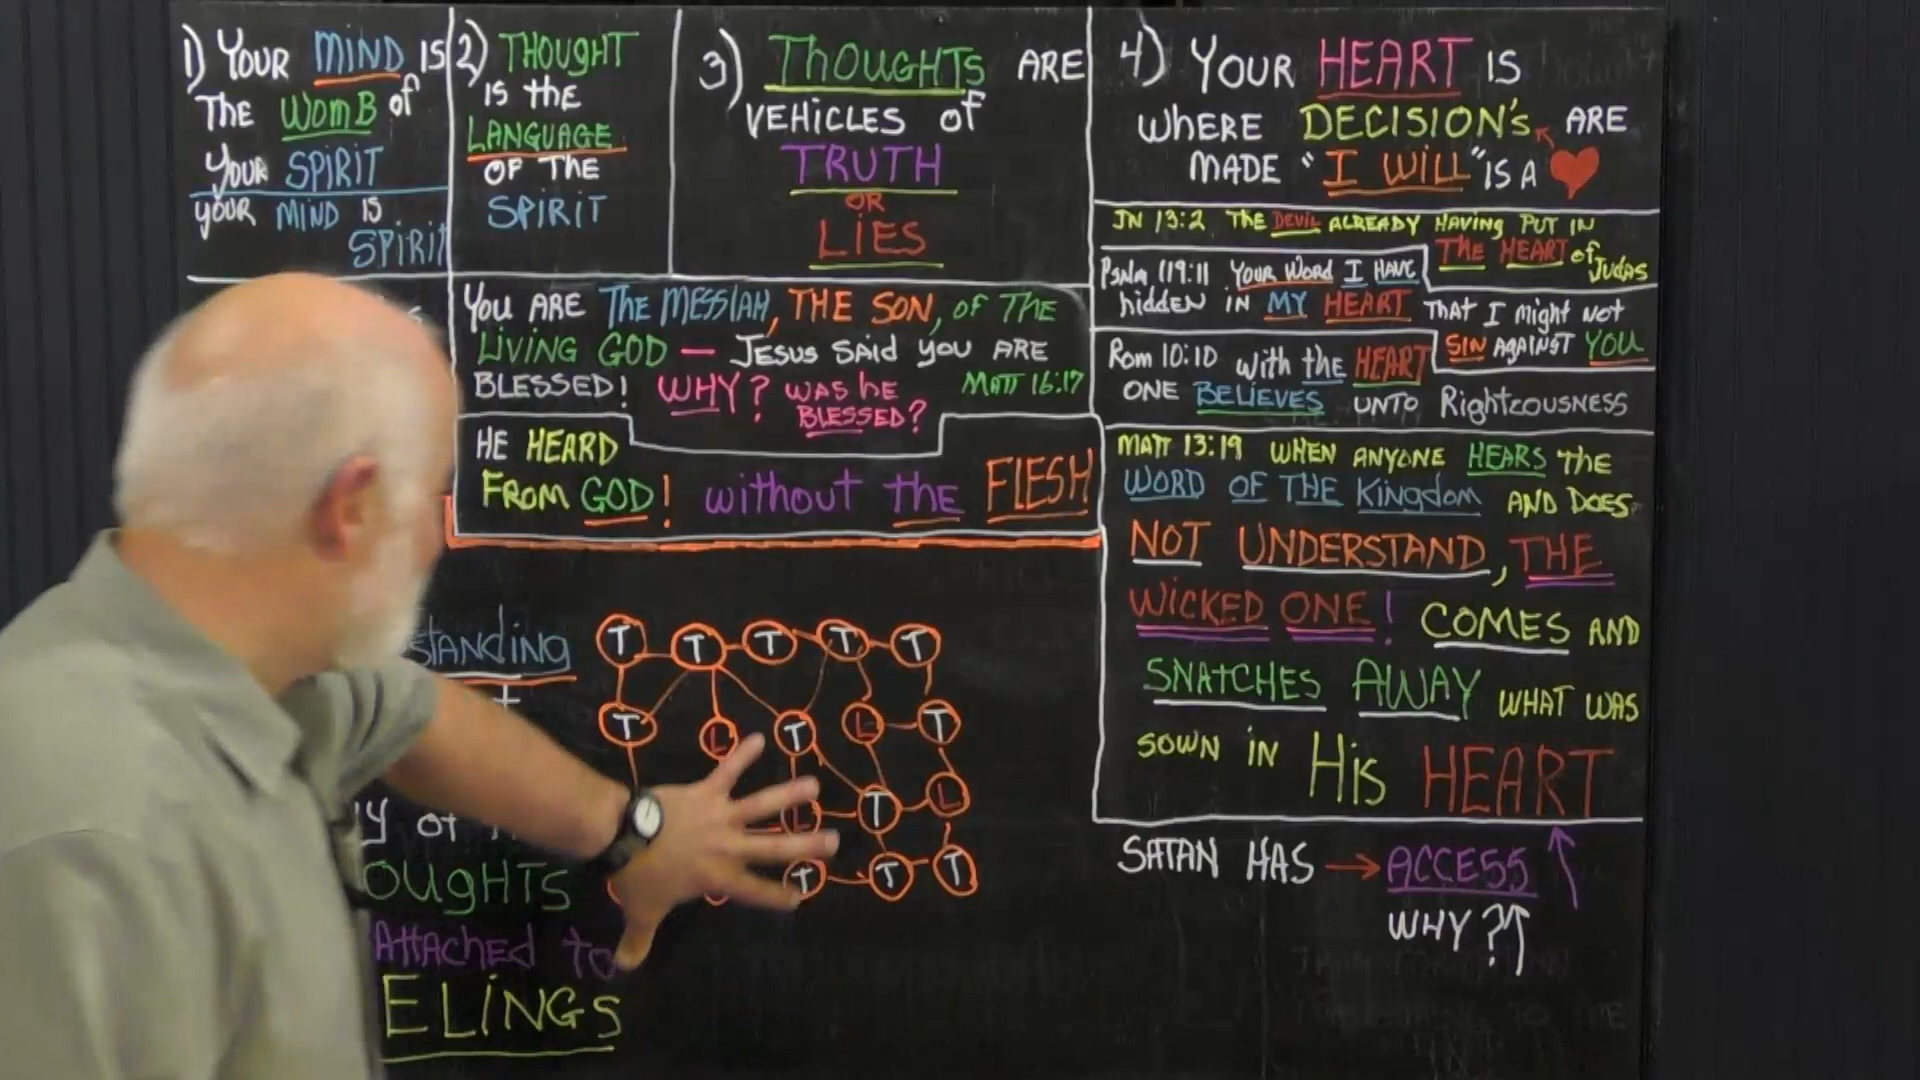 1) YOUR MIND IS
THE WOMB of
YOUR SPIRIT
YOUR MIND IS
SPIRIT
2) THOUGHT
IS the
LANGUAGE
OF THE
SPIRIT
3) THOUGHTS ARE
VEHICLES of
TRUTH
OR
LIES
4) YOUR HEART IS
WHERE DECISION'S ARE
MADE "I WILL" IS A
JN 13:2 THE DEVIL ALREADY HAVING PUT IN
THE HEART of
JUDAS
PSALM 119:11 YOUR WORD I HAVE
hidden IN MY HEART THAT I might NOT
SIN AGAINST YOU
Rom 10:10 with the HEART
ONE BELIEVES UNTO RIGHTEOUSNESS
YOU ARE THE MESSIAH, THE SON, of THE
LIVING GOD — JESUS SAID YOU ARE
BLESSED! WHY? WAS HE MATT 16:17
BLESSED?
HE HEARD
FROM GOD! without the FLESH
MATT 13:19 WHEN ANYONE HEARS THE
WORD OF THE Kingdom AND DOES
NOT UNDERSTAND, THE
WICKED ONE! COMES AND
SNATCHES AWAY WHAT WAS
SOWN IN His HEART
SATAN HAS → ACCESS
WHY?
STANDING
T T T T T
T L T L T
L T L
T T T
Y OF
OUGHTS
ATTACHED to
ELINGS